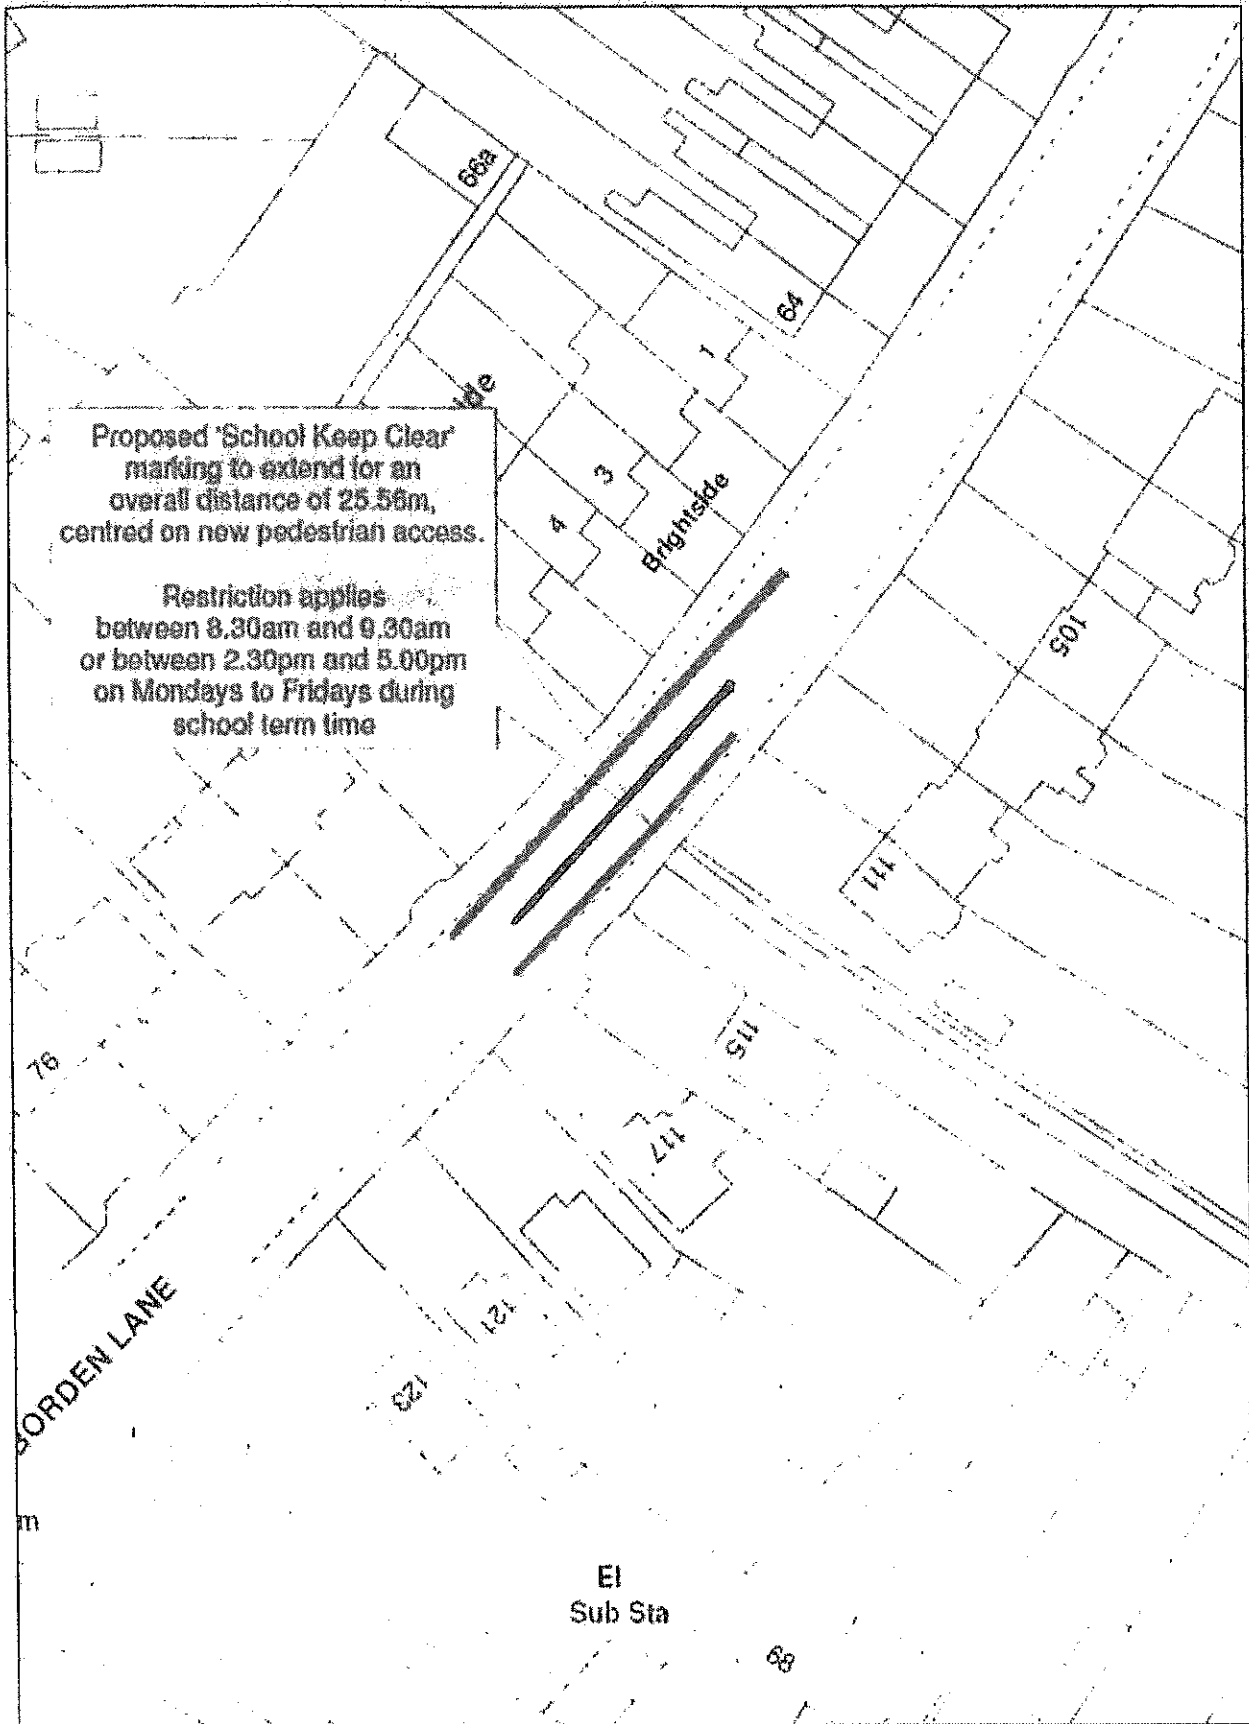 66a
64
1
3
4
Brightside
ide
Proposed 'School Keep Clear'
marking to extend for an
overall distance of 25.56m,
centred on new pedestrian access.
Restriction applies
between 8.30am and 9.30am
or between 2.30pm and 5.00pm
on Mondays to Fridays during
school term time
105
111
115
117
76
121
123
BORDEN LANE
m
El
Sub Sta